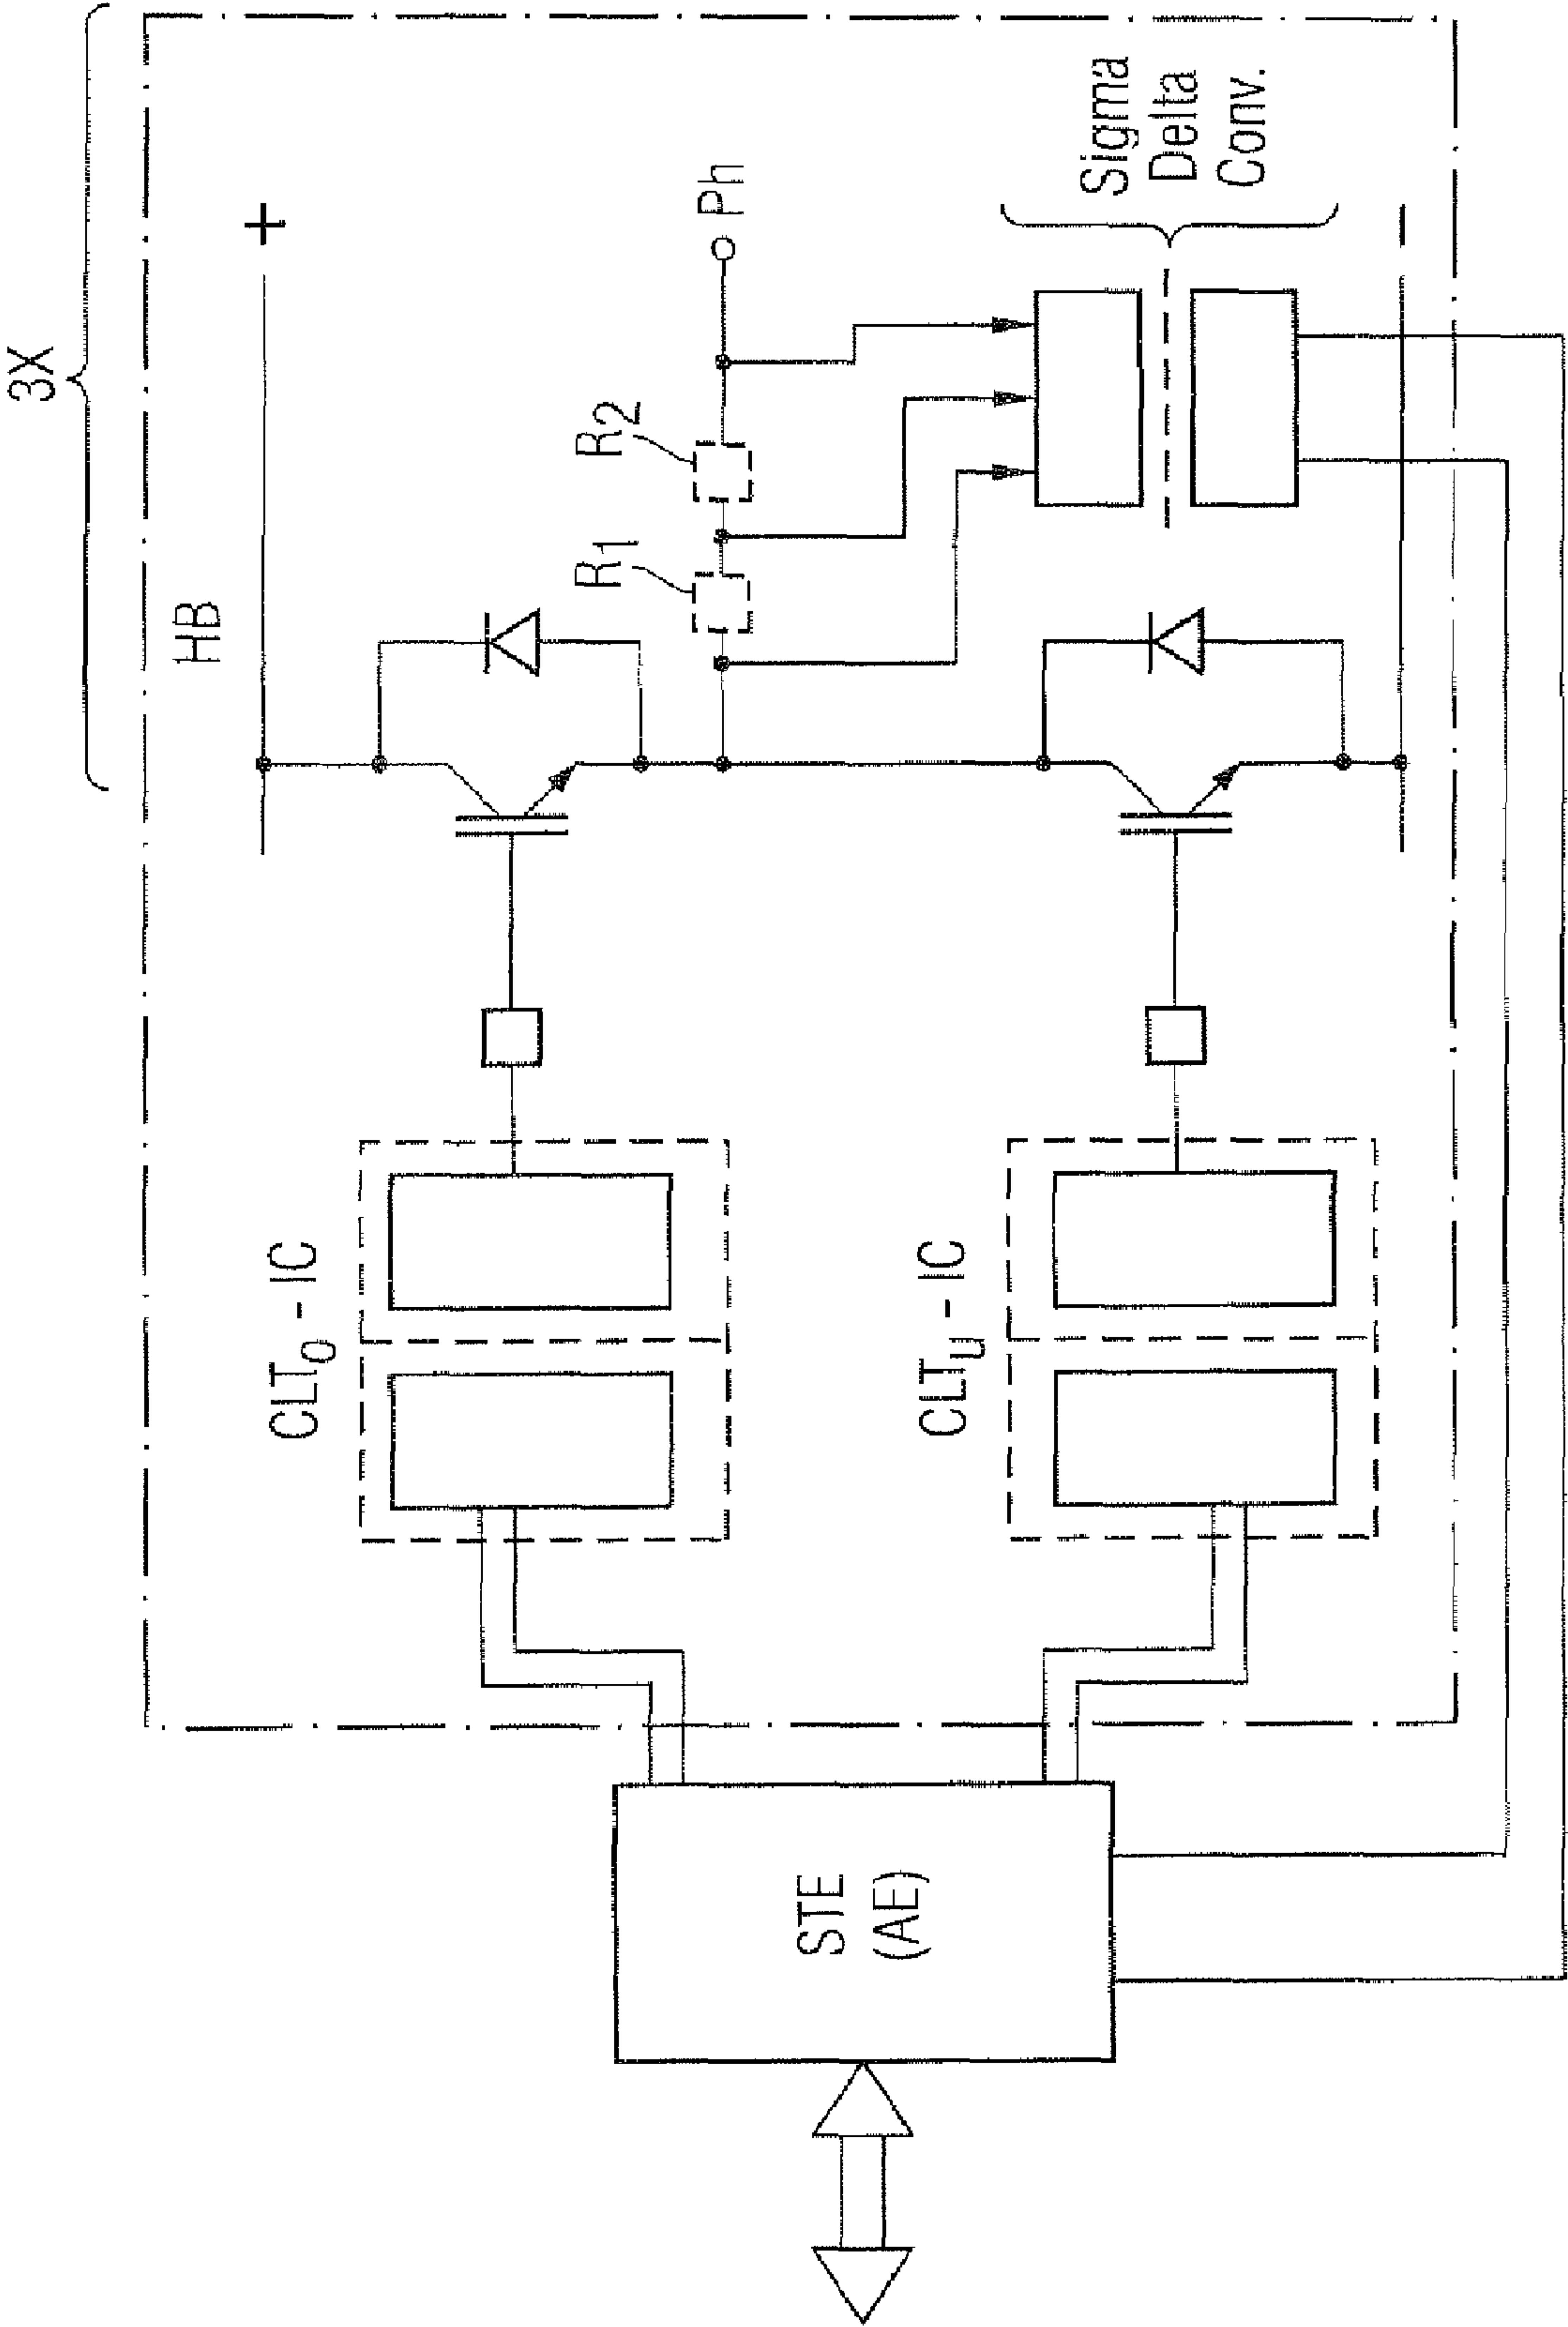 3X
HB
+
Ph
R2
R1
Sigma
Delta
Conv.
–
CLTO - IC
CLTU - IC
STE
(AE)